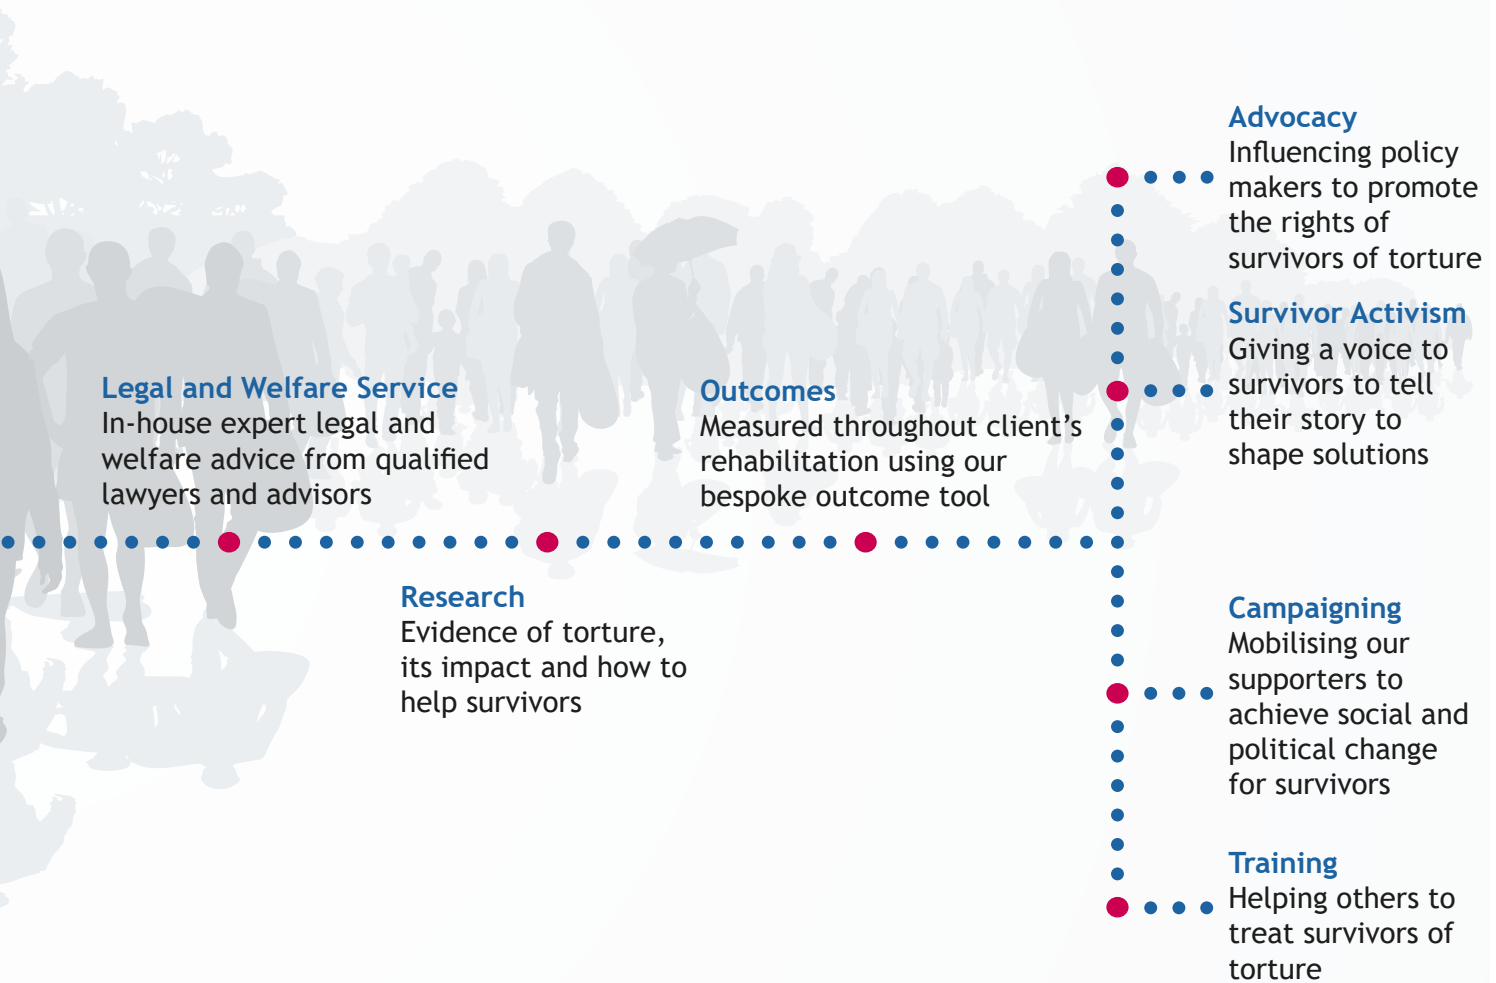 Legal and Welfare Service
In-house expert legal and
welfare advice from qualified
lawyers and advisors
Research
Evidence of torture,
its impact and how to
help survivors
Outcomes
Measured throughout client’s
rehabilitation using our
bespoke outcome tool
Advocacy
Influencing policy
makers to promote
the rights of
survivors of torture
Survivor Activism
Giving a voice to
survivors to tell
their story to
shape solutions
Campaigning
Mobilising our
supporters to
achieve social and
political change
for survivors
Training
Helping others to
treat survivors of
torture